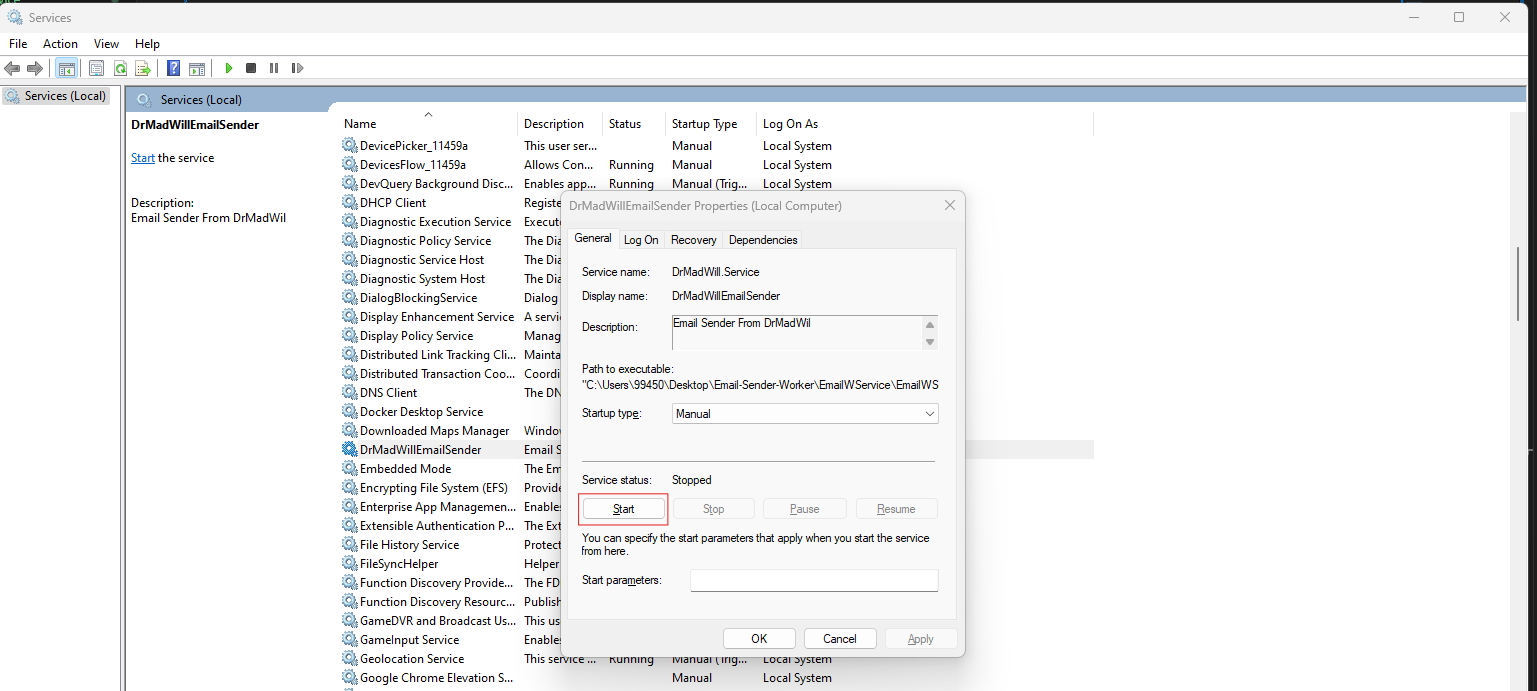 Services
File Action View Help
Services (Local)
Services (Local)
DrMadWillEmailSender
Start the service
Description:
Email Sender From DrMadWil
Name Description Status Startup Type Log On As
DevicePicker_11459a This user ser... Manual Local System
DevicesFlow_11459a Allows Con... Running Manual Local System
DevQuery Background Disc... Enables app... Running Manual (Trig... Local System
DHCP Client Registe
Diagnostic Execution Service Execut
Diagnostic Policy Service The Dia
Diagnostic Service Host The Dia
Diagnostic System Host The Dia
DialogBlockingService Dialog
Display Enhancement Service A servi
Display Policy Service Manag
Distributed Link Tracking Cli... Mainta
Distributed Transaction Coo... Coordi
DNS Client The DN
Docker Desktop Service
Downloaded Maps Manager Windo
DrMadWillEmailSender Email S
Embedded Mode The Em
Encrypting File System (EFS) Provide
Enterprise App Managemen... Enable
Extensible Authentication P... The Ext
File History Service Protect
FileSyncHelper Helper
Function Discovery Provide... The FD
Function Discovery Resourc... Publish
GameDVR and Broadcast Us... This us
GameInput Service Enable
Geolocation Service This service ... Running Manual (Trig... Local System
Google Chrome Elevation S... Manual Local System
DrMadWillEmailSender Properties (Local Computer)
General Log On Recovery Dependencies
Service name: DrMadWill.Service
Display name: DrMadWillEmailSender
Description: Email Sender From DrMadWil
Path to executable:
"C:\Users\99450\Desktop\Email-Sender-Worker\EmailWService\EmailWS
Startup type: Manual
Service status: Stopped
Start Stop Pause Resume
You can specify the start parameters that apply when you start the service
from here.
Start parameters:
OK Cancel Apply